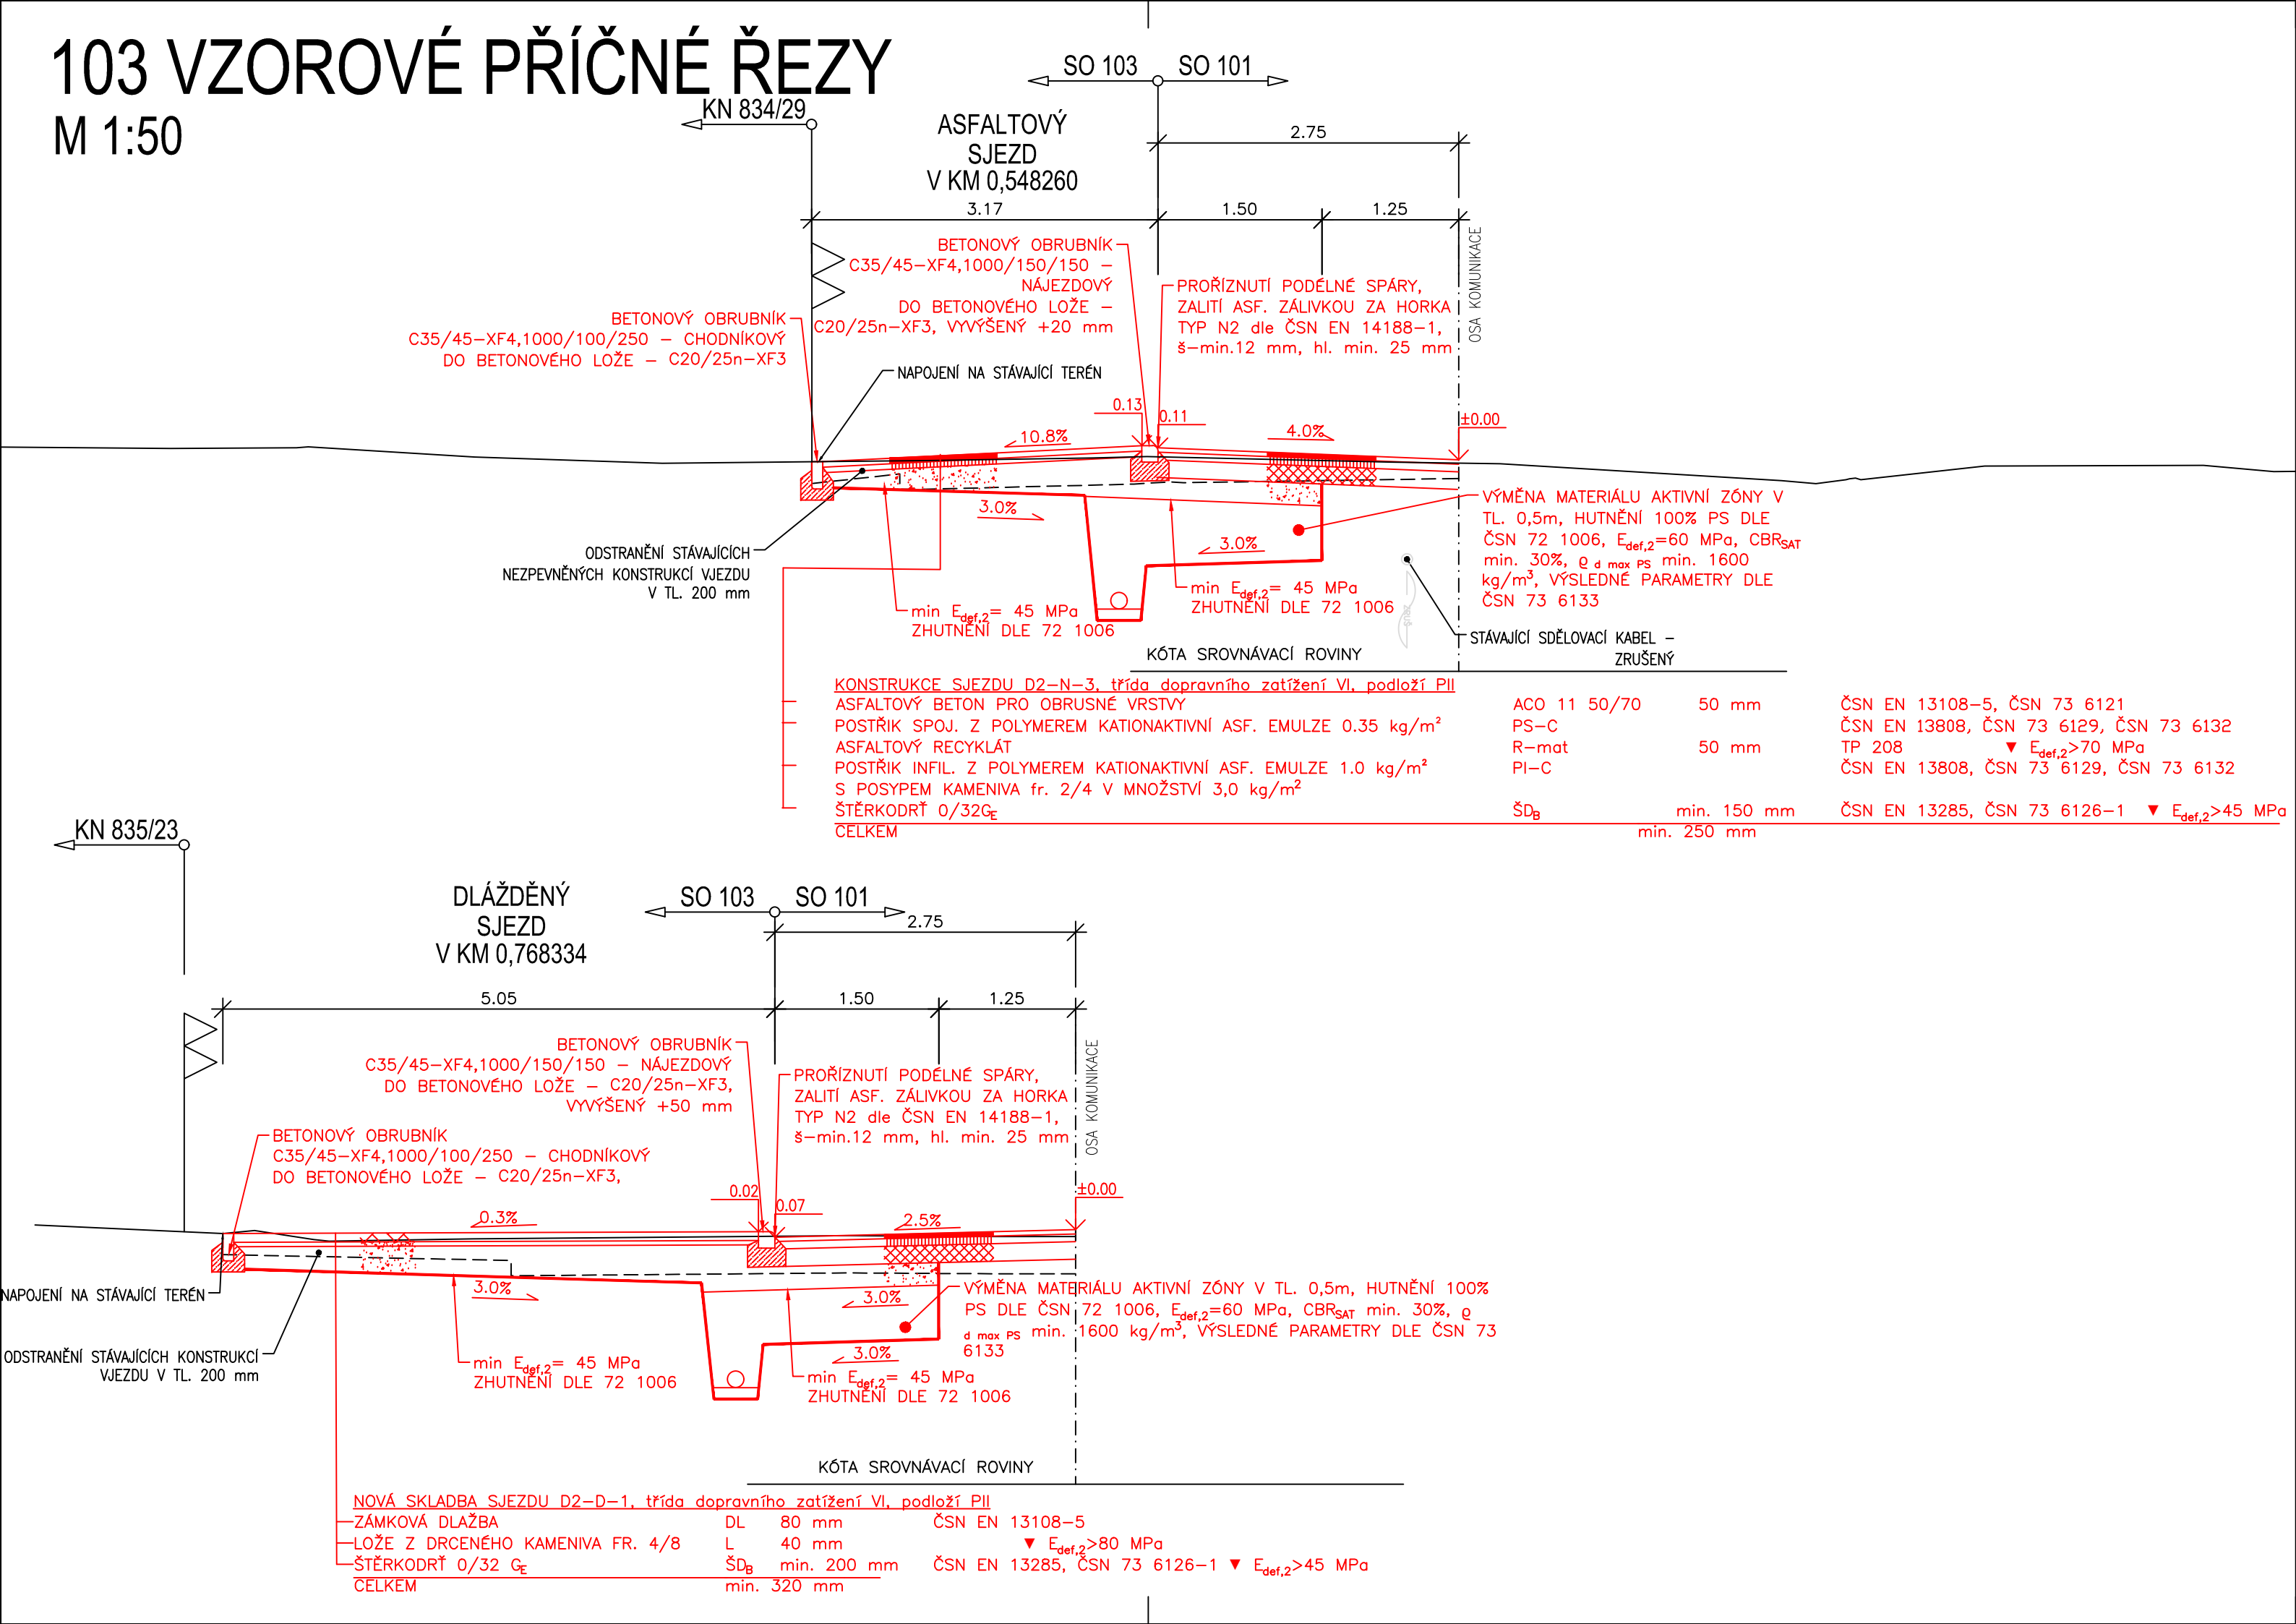 103 VZOROVÉ PŘÍČNÉ ŘEZY
M 1:50
SO 103
SO 101
KN 834/29
ASFALTOVÝ
SJEZD
V KM 0,548260
2.75
3.17
1.50
1.25
OSA KOMUNIKACE
BETONOVÝ OBRUBNÍK
C35/45-XF4,1000/150/150 –
NÁJEZDOVÝ
DO BETONOVÉHO LOŽE –
C20/25n-XF3, VYVÝŠENÝ +20 mm
PROŘÍZNUTÍ PODÉLNÉ SPÁRY,
ZALITÍ ASF. ZÁLIVKOU ZA HORKA
TYP N2 dle ČSN EN 14188-1,
š-min.12 mm, hl. min. 25 mm
BETONOVÝ OBRUBNÍK
C35/45-XF4,1000/100/250 – CHODNÍKOVÝ
DO BETONOVÉHO LOŽE – C20/25n-XF3
NAPOJENÍ NA STÁVAJÍCÍ TERÉN
0.13
0.11
±0.00
10.8%
4.0%
3.0%
3.0%
ODSTRANĚNÍ STÁVAJÍCÍCH
NEZPEVNĚNÝCH KONSTRUKCÍ VJEZDU
V TL. 200 mm
VÝMĚNA MATERIÁLU AKTIVNÍ ZÓNY V
TL. 0,5m, HUTNĚNÍ 100% PS DLE
ČSN 72 1006, Edef,2=60 MPa, CBRSAT
min. 30%, ϱ d max PS min. 1600
kg/m³, VÝSLEDNÉ PARAMETRY DLE
ČSN 73 6133
min Edef,2= 45 MPa
ZHUTNĚNÍ DLE 72 1006
min Edef,2= 45 MPa
ZHUTNĚNÍ DLE 72 1006
zruš
STÁVAJÍCÍ SDĚLOVACÍ KABEL –
ZRUŠENÝ
KÓTA SROVNÁVACÍ ROVINY
KONSTRUKCE SJEZDU D2-N-3, třída dopravního zatížení VI, podloží PII
ASFALTOVÝ BETON PRO OBRUSNÉ VRSTVY ACO 11 50/70 50 mm ČSN EN 13108-5, ČSN 73 6121
POSTŘIK SPOJ. Z POLYMEREM KATIONAKTIVNÍ ASF. EMULZE 0.35 kg/m² PS-C ČSN EN 13808, ČSN 73 6129, ČSN 73 6132
ASFALTOVÝ RECYKLÁT R-mat 50 mm TP 208 ▼ Edef,2>70 MPa
POSTŘIK INFIL. Z POLYMEREM KATIONAKTIVNÍ ASF. EMULZE 1.0 kg/m² PI-C ČSN EN 13808, ČSN 73 6129, ČSN 73 6132
S POSYPEM KAMENIVA fr. 2/4 V MNOŽSTVÍ 3,0 kg/m²
ŠTĚRKODRŤ 0/32GE ŠDB min. 150 mm ČSN EN 13285, ČSN 73 6126-1 ▼ Edef,2>45 MPa
CELKEM min. 250 mm
KN 835/23
DLÁŽDĚNÝ
SJEZD
V KM 0,768334
SO 103
SO 101
2.75
5.05
1.50
1.25
OSA KOMUNIKACE
BETONOVÝ OBRUBNÍK
C35/45-XF4,1000/150/150 – NÁJEZDOVÝ
DO BETONOVÉHO LOŽE – C20/25n-XF3,
VYVÝŠENÝ +50 mm
PROŘÍZNUTÍ PODÉLNÉ SPÁRY,
ZALITÍ ASF. ZÁLIVKOU ZA HORKA
TYP N2 dle ČSN EN 14188-1,
š-min.12 mm, hl. min. 25 mm
BETONOVÝ OBRUBNÍK
C35/45-XF4,1000/100/250 – CHODNÍKOVÝ
DO BETONOVÉHO LOŽE – C20/25n-XF3,
0.02
0.07
±0.00
0.3%
2.5%
3.0%
3.0%
3.0%
NAPOJENÍ NA STÁVAJÍCÍ TERÉN
ODSTRANĚNÍ STÁVAJÍCÍCH KONSTRUKCÍ
VJEZDU V TL. 200 mm
VÝMĚNA MATERIÁLU AKTIVNÍ ZÓNY V TL. 0,5m, HUTNĚNÍ 100%
PS DLE ČSN 72 1006, Edef,2=60 MPa, CBRSAT min. 30%, ϱ
d max PS min. 1600 kg/m³, VÝSLEDNÉ PARAMETRY DLE ČSN 73
6133
min Edef,2= 45 MPa
ZHUTNĚNÍ DLE 72 1006
min Edef,2= 45 MPa
ZHUTNĚNÍ DLE 72 1006
KÓTA SROVNÁVACÍ ROVINY
NOVÁ SKLADBA SJEZDU D2-D-1, třída dopravního zatížení VI, podloží PII
ZÁMKOVÁ DLAŽBA DL 80 mm ČSN EN 13108-5
LOŽE Z DRCENÉHO KAMENIVA FR. 4/8 L 40 mm ▼ Edef,2>80 MPa
ŠTĚRKODRŤ 0/32 GE ŠDB min. 200 mm ČSN EN 13285, ČSN 73 6126-1 ▼ Edef,2>45 MPa
CELKEM min. 320 mm